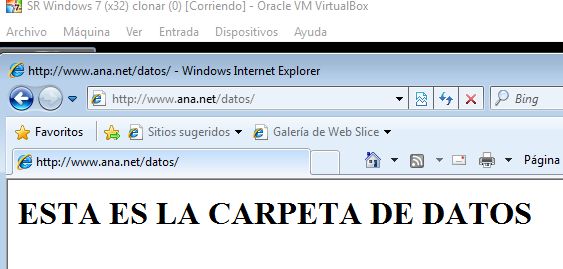 SR Windows 7 (x32) clonar (0) [Corriendo] - Oracle VM VirtualBox
Archivo Máquina Ver Entrada Dispositivos Ayuda
http://www.ana.net/datos/ - Windows Internet Explorer
http://www.ana.net/datos/ Bing
Favoritos Sitios sugeridos Galería de Web Slice
http://www.ana.net/datos/ Página
ESTA ES LA CARPETA DE DATOS